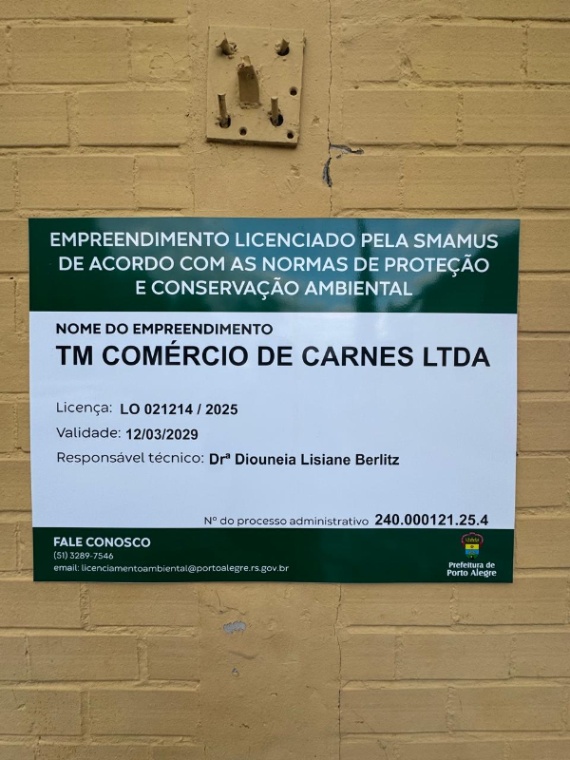 EMPREENDIMENTO LICENCIADO PELA SMAMUS
DE ACORDO COM AS NORMAS DE PROTEÇÃO
E CONSERVAÇÃO AMBIENTAL
NOME DO EMPREENDIMENTO
TM COMÉRCIO DE CARNES LTDA
Licença: LO 021214 / 2025
Validade: 12/03/2029
Responsável técnico: Drª Diouneia Lisiane Berlitz
Nº do processo administrativo 240.000121.25.4
FALE CONOSCO
(51) 3289-7546
email: licenciamentoambiental@portoalegre.rs.gov.br
Prefeitura de
Porto Alegre